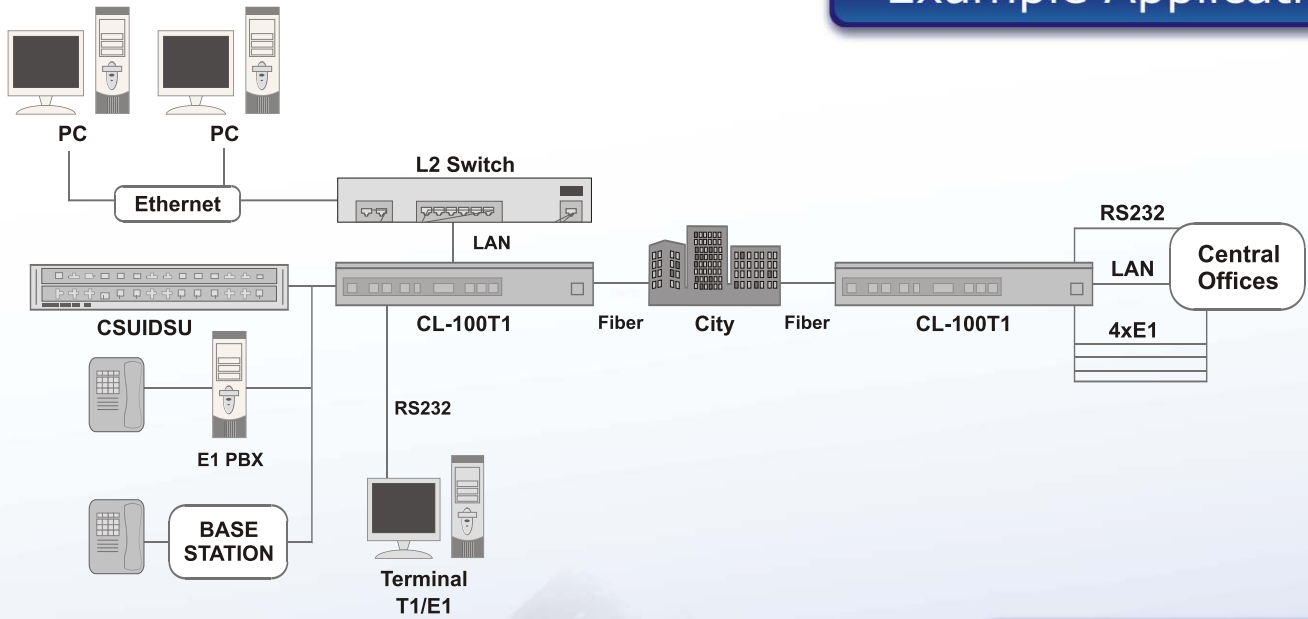 Example
PC
PC
Ethernet
L2 Switch
LAN
CSUIDSU
CL-100T1
Fiber
City
Fiber
CL-100T1
RS232
LAN
Central
Offices
4xE1
E1 PBX
RS232
BASE
STATION
Terminal
T1/E1